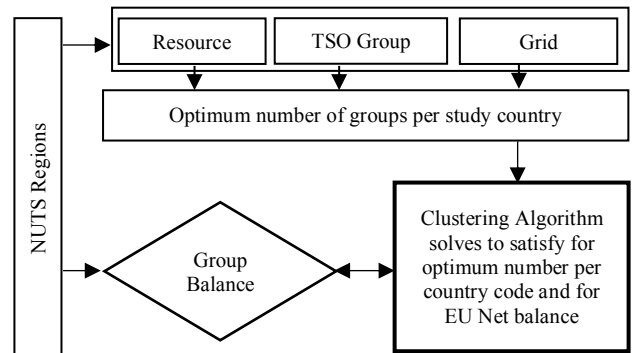 Resource
TSO Group
Grid
NUTS Regions
Optimum number of groups per study country
Group
Balance
Clustering Algorithm
solves to satisfy for
optimum number per
country code and for
EU Net balance